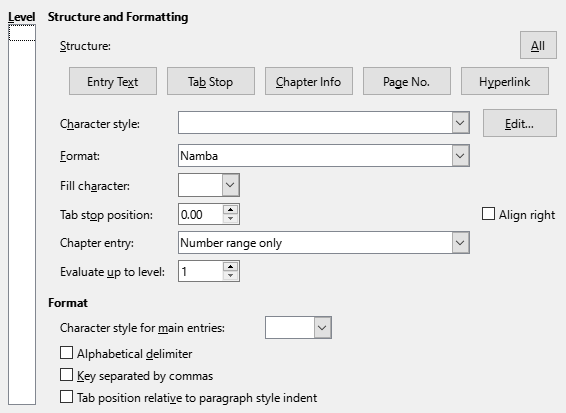 Level Structure and Formatting
Structure: All
Entry Text Tab Stop Chapter Info Page No. Hyperlink
Character style: Edit...
Format: Namba
Fill character:
Tab stop position: 0.00 Align right
Chapter entry: Number range only
Evaluate up to level: 1
Format
Character style for main entries:
Alphabetical delimiter
Key separated by commas
Tab position relative to paragraph style indent